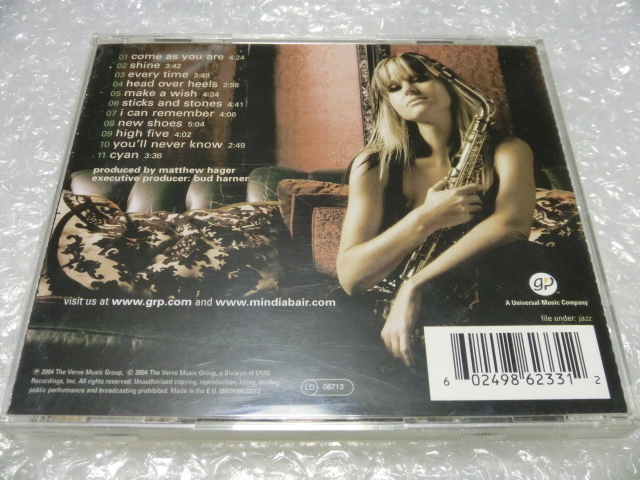 01 come as you are 4:24
02 shine 3:42
03 every time 3:49
04 head over heels 2:58
05 make a wish 4:34
06 sticks and stones 4:41
07 i can remember 4:06
08 new shoes 5:04
09 high five 4:02
10 you'll never know 2:49
11 cyan 3:36
produced by matthew hager
executive producer: bud harner
visit us at www.grp.com and www.mindiabair.com
grp
A Universal Music Company
file under: jazz
℗ 2004 The Verve Music Group, © 2004 The Verve Music Group, a Division of UMG
Recordings, Inc. All rights reserved. Unauthorised copying, reproduction, hiring, lending,
public performance and broadcasting prohibited. Made in the E.U.
LC 06713
6 02498 62331 2